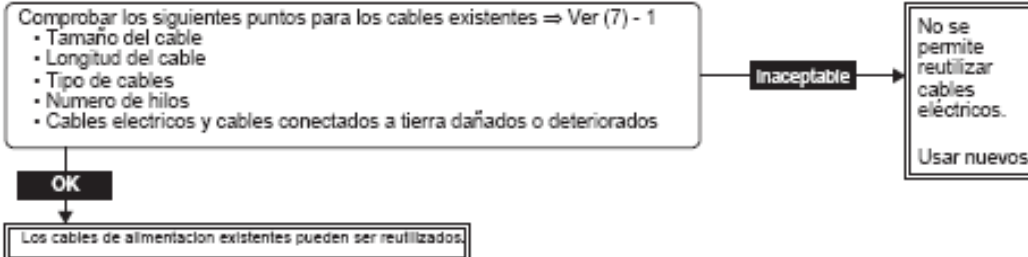 Comprobar los siguientes puntos para los cables existentes ⇒ Ver (7) - 1
• Tamaño del cable
• Longitud del cable
• Tipo de cables
• Numero de hilos
• Cables electricos y cables conectados a tierra dañados o deteriorados
Inaceptable
No se
permite
reutilizar
cables
eléctricos.
Usar nuevos
OK
Los cables de alimentacion existentes pueden ser reutilizados.